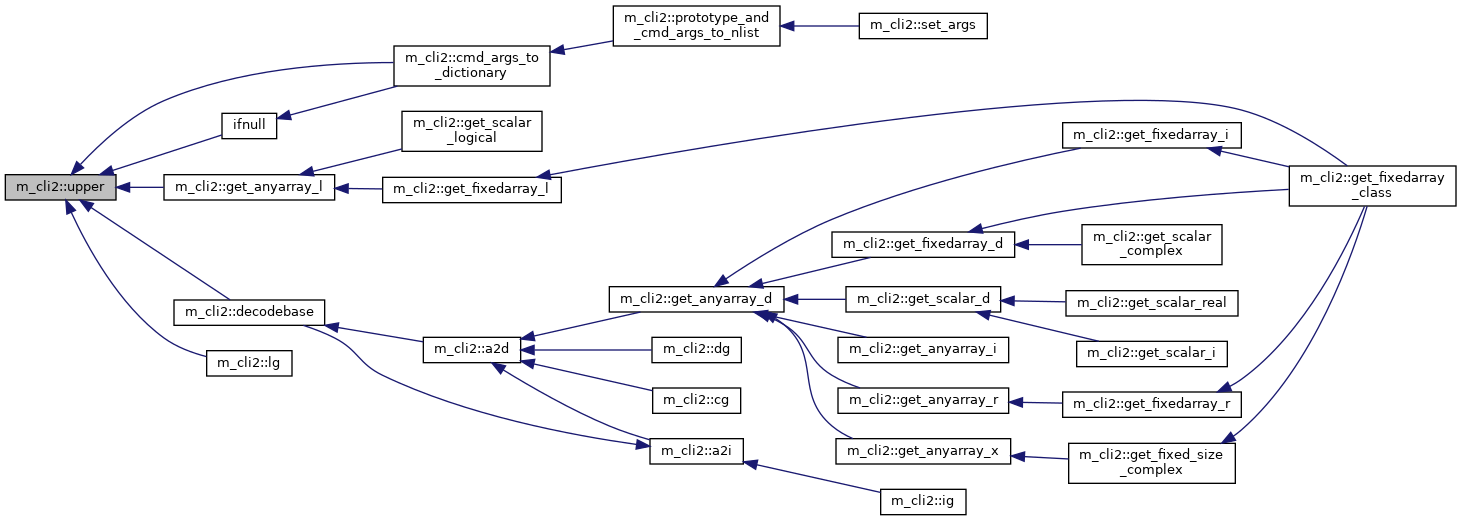 m_cli2::prototype_and
_cmd_args_to_nlist
m_cli2::set_args
m_cli2::cmd_args_to
_dictionary
ifnull
m_cli2::get_scalar
_logical
m_cli2::upper
m_cli2::get_anyarray_l
m_cli2::get_fixedarray_l
m_cli2::get_fixedarray_i
m_cli2::get_fixedarray
_class
m_cli2::get_fixedarray_d
m_cli2::get_scalar
_complex
m_cli2::decodebase
m_cli2::get_anyarray_d
m_cli2::get_scalar_d
m_cli2::get_scalar_real
m_cli2::lg
m_cli2::a2d
m_cli2::dg
m_cli2::get_anyarray_i
m_cli2::get_scalar_i
m_cli2::cg
m_cli2::get_anyarray_r
m_cli2::get_fixedarray_r
m_cli2::a2i
m_cli2::get_anyarray_x
m_cli2::get_fixed_size
_complex
m_cli2::ig